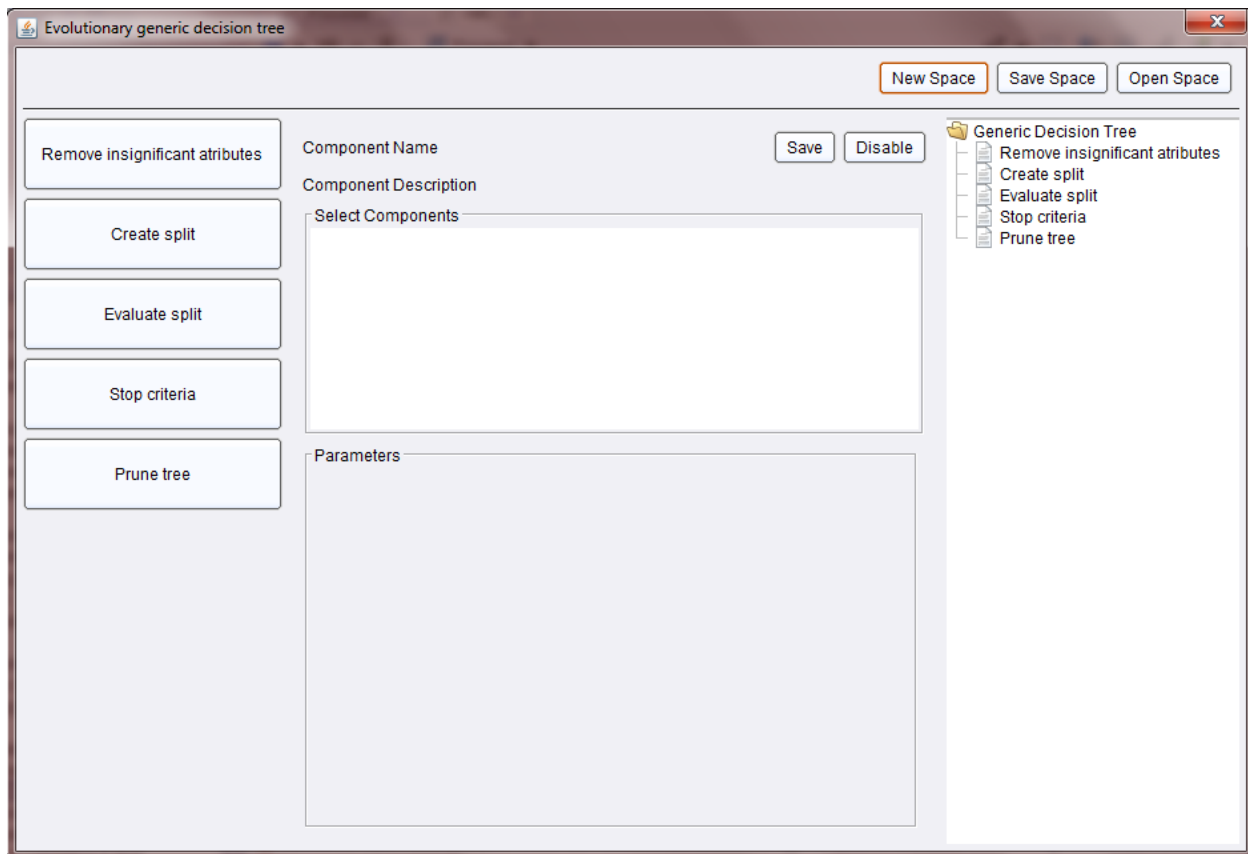 Evolutionary generic decision tree
New Space
Save Space
Open Space
Remove insignificant atributes
Create split
Evaluate split
Stop criteria
Prune tree
Component Name
Save
Disable
Component Description
Select Components
Parameters
Generic Decision Tree
Remove insignificant atributes
Create split
Evaluate split
Stop criteria
Prune tree